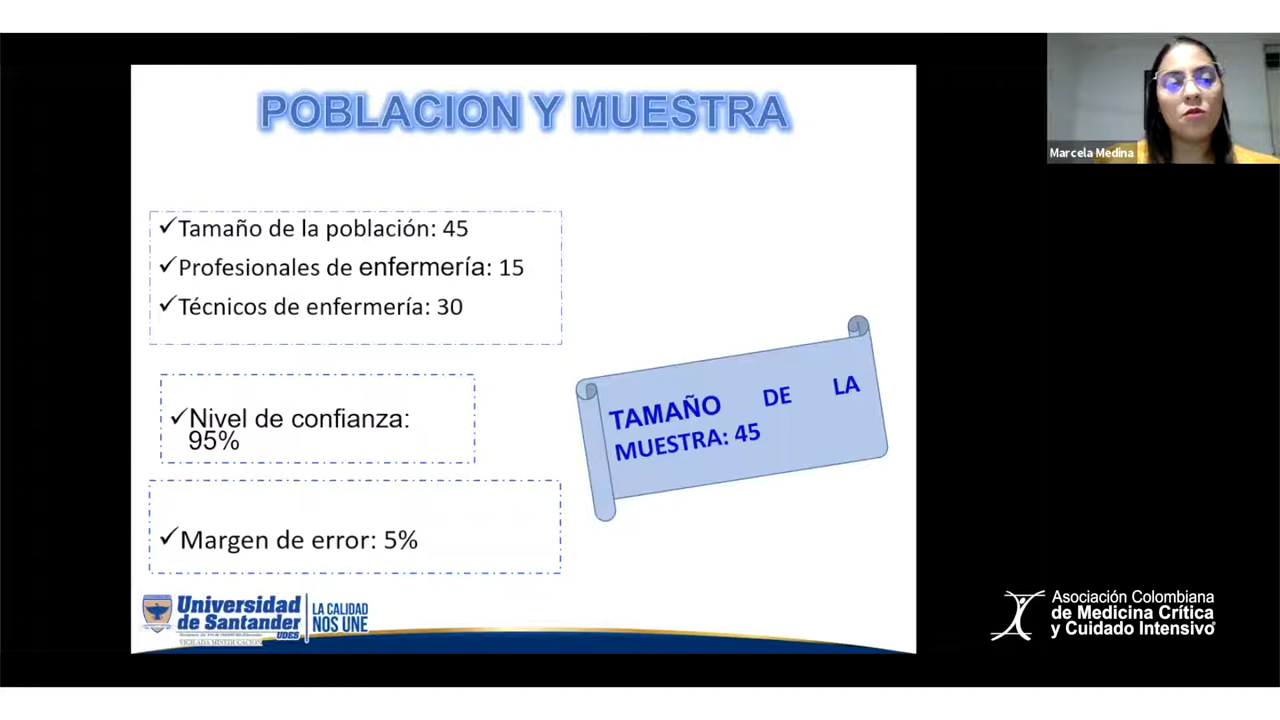 POBLACION Y MUESTRA
Marcela Medina
✓Tamaño de la población: 45
✓Profesionales de enfermería: 15
✓Técnicos de enfermería: 30
✓Nivel de confianza:
95%
✓Margen de error: 5%
TAMAÑO DE LA
MUESTRA: 45
Universidad
de Santander
UDES
VIGILADA MINEDUCACIÓN
LA CALIDAD
NOS UNE
Asociación Colombiana
de Medicina Crítica
y Cuidado Intensivo